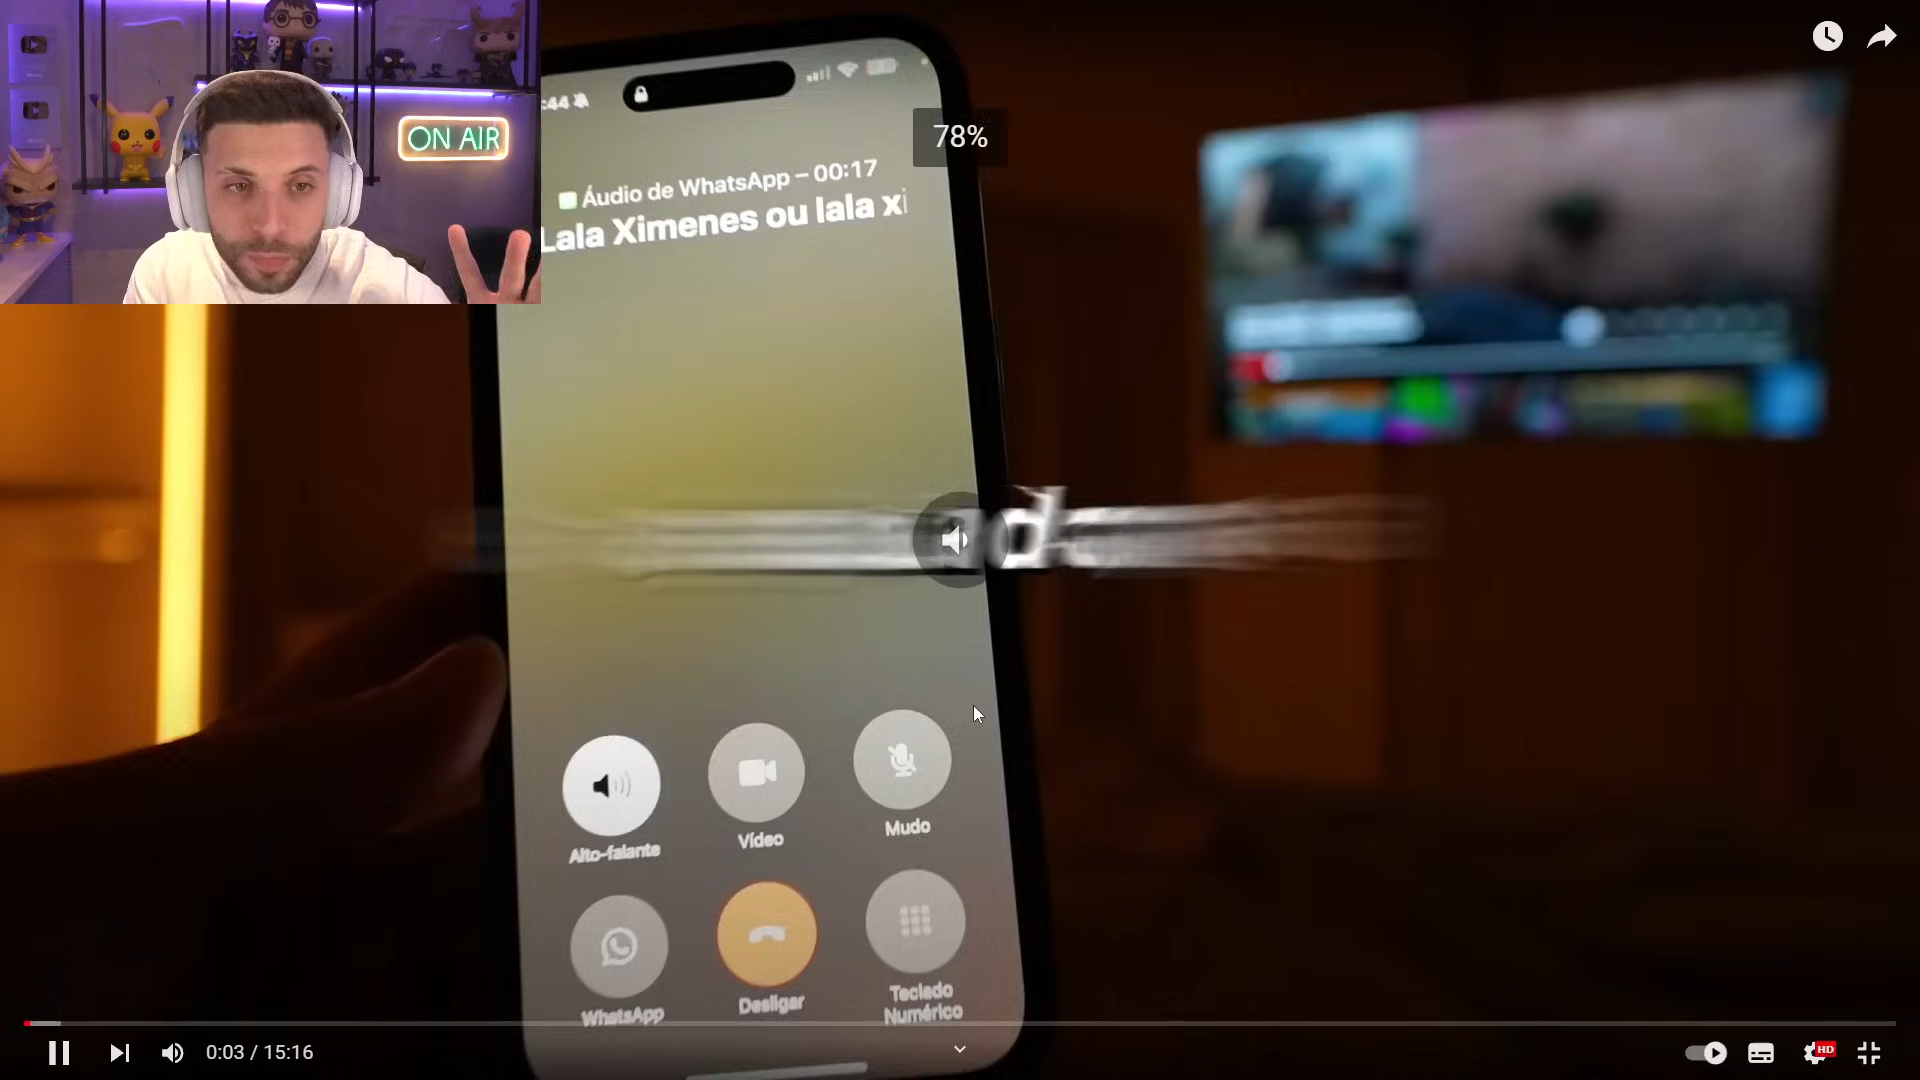 ON AIR
:44
78%
Áudio de WhatsApp – 00:17
Lala Ximenes ou lala xi
Alto-falante
Vídeo
Mudo
WhatsApp
Desligar
Teclado
Numérico
0:03 / 15:16
HD